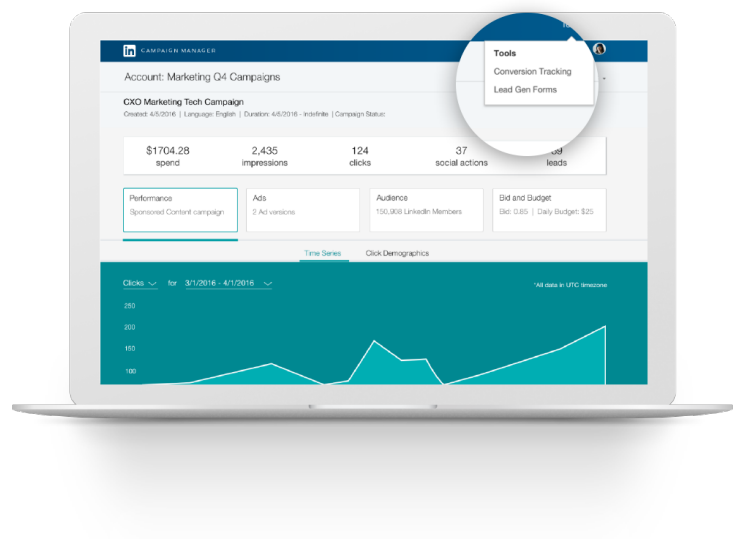 in CAMPAIGN MANAGER
Tools
Conversion Tracking
Lead Gen Forms
Account: Marketing Q4 Campaigns
CXO Marketing Tech Campaign
Created: 4/5/2016 | Language: English | Duration: 4/8/2016 - Indefinite | Campaign Status:
$1704.28 2,435 124 37
spend impressions clicks social actions leads
Performance Ads Audience Bid and Budget
Sponsored Content campaign 2 Ad versions 150,908 LinkedIn Members Bid: 0.85 | Daily Budget: $25
Time Series Click Demographics
Clicks for 3/1/2016 - 4/1/2016 *All data in UTC timezone
250
200
150
100